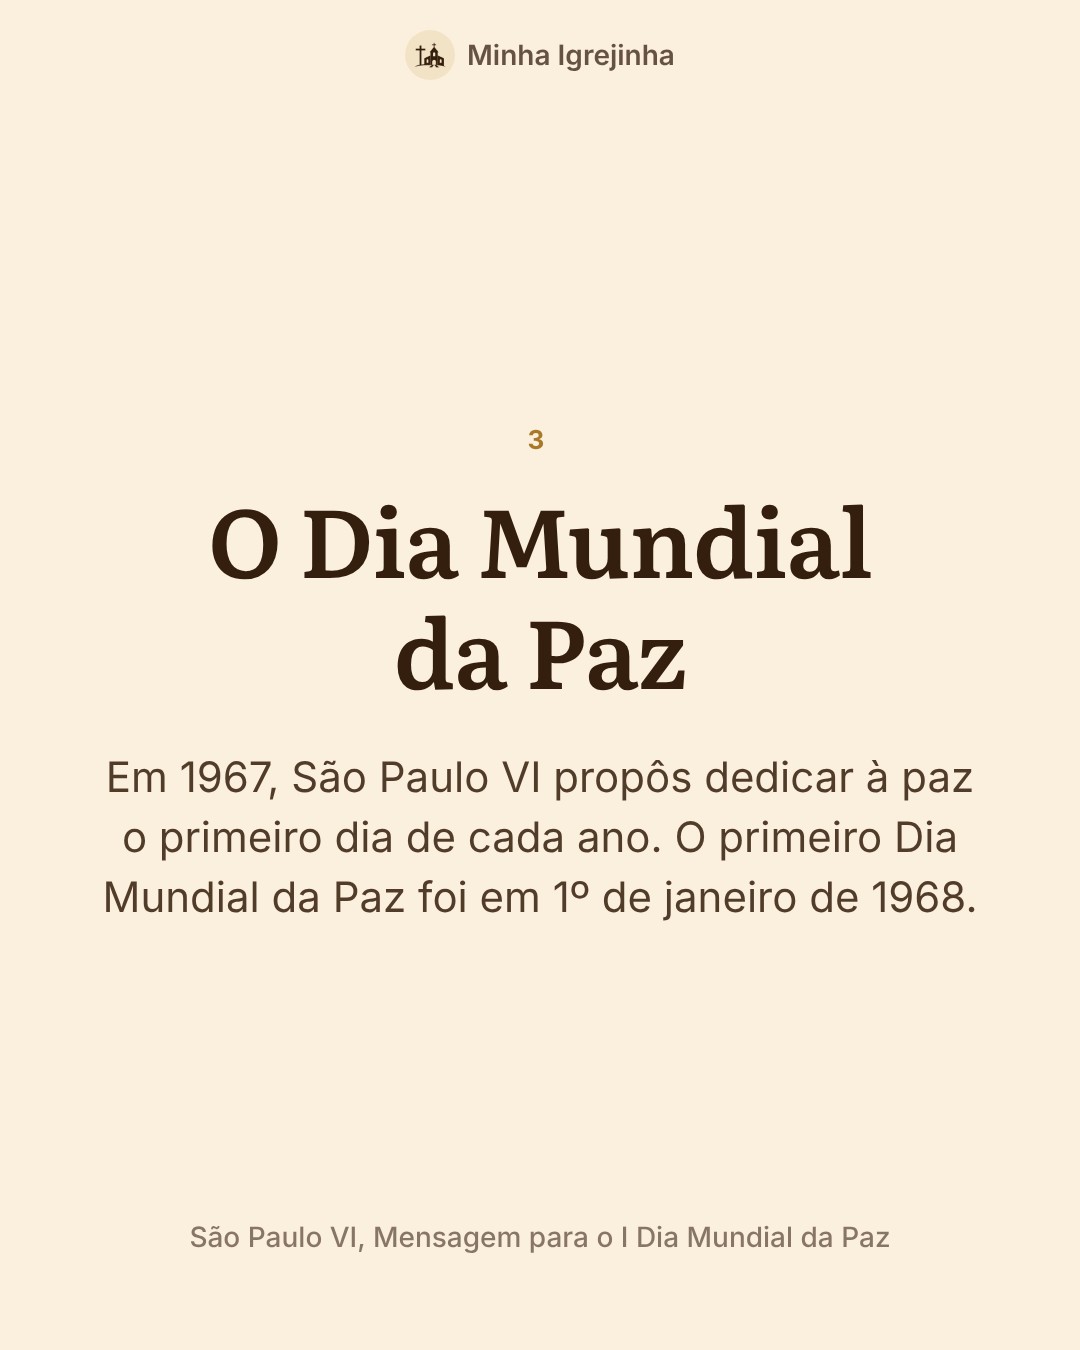 Minha Igrejinha
3
O Dia Mundial
da Paz
Em 1967, São Paulo VI propôs dedicar à paz
o primeiro dia de cada ano. O primeiro Dia
Mundial da Paz foi em 1º de janeiro de 1968.
São Paulo VI, Mensagem para o I Dia Mundial da Paz